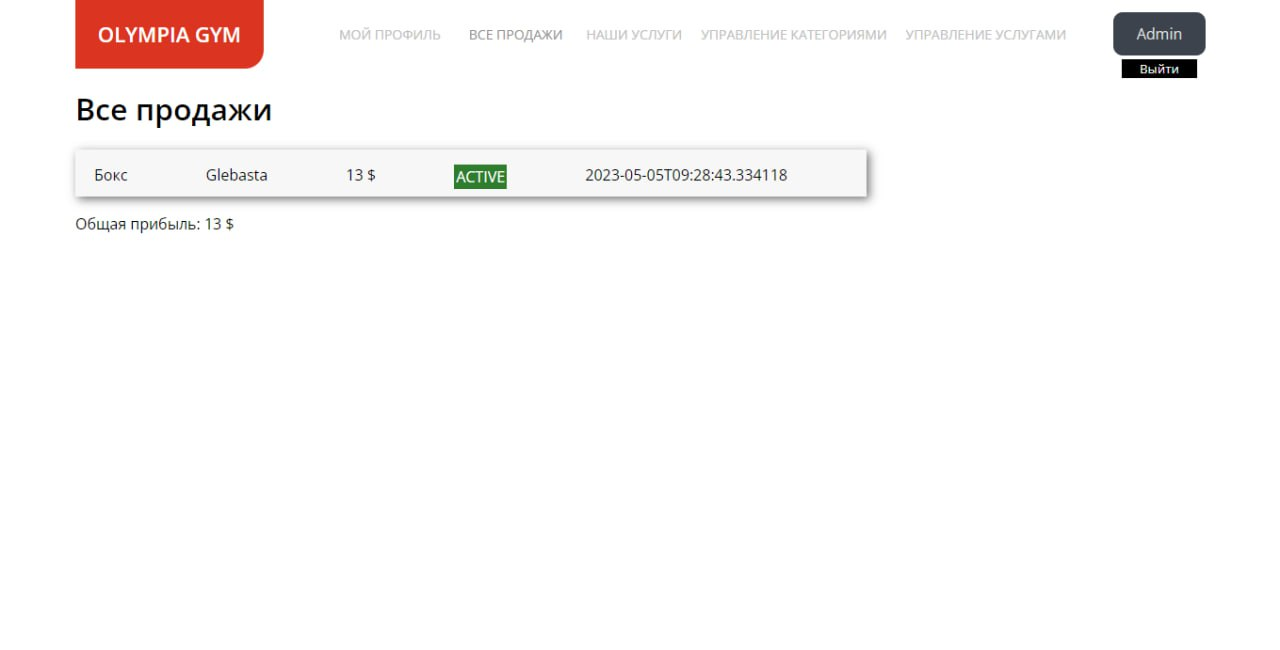 OLYMPIA GYM МОЙ ПРОФИЛЬ ВСЕ ПРОДАЖИ НАШИ УСЛУГИ УПРАВЛЕНИЕ КАТЕГОРИЯМИ УПРАВЛЕНИЕ УСЛУГАМИ Admin
Выйти
Все продажи
Бокс Glebasta 13 $ ACTIVE 2023-05-05T09:28:43.334118
Общая прибыль: 13 $